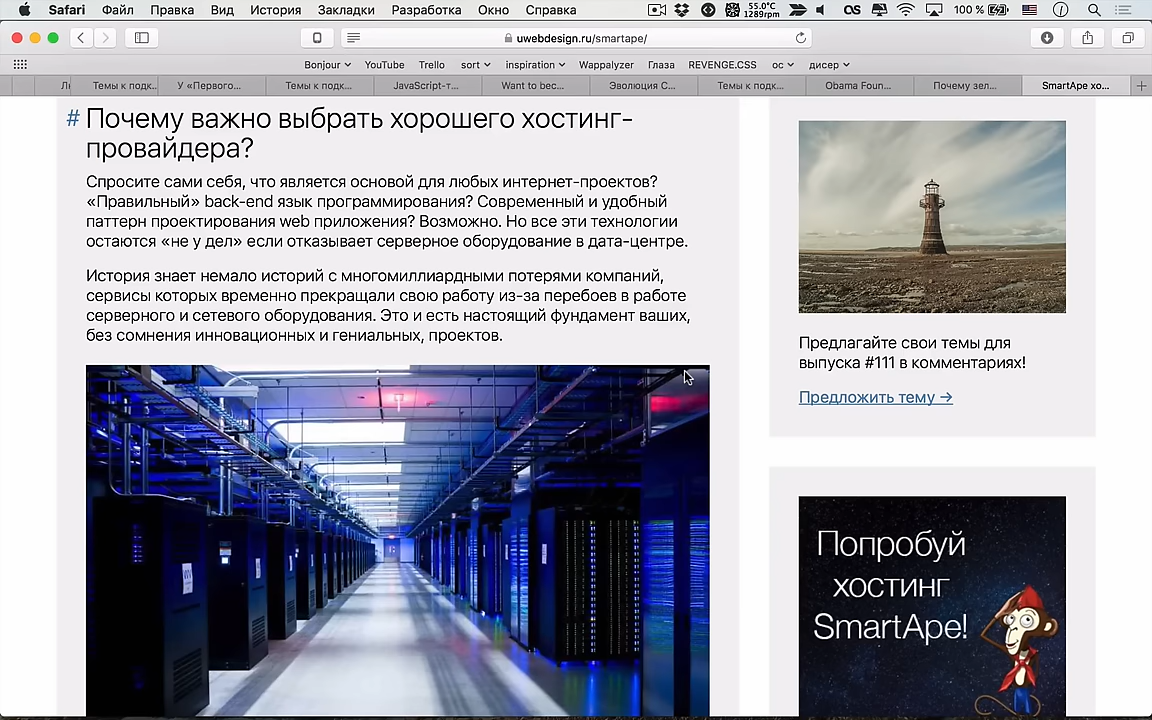 Safari Файл Правка Вид История Закладки Разработка Окно Справка
55.0°C
1289rpm
100 %
uwebdesign.ru/smartape/
Bonjour YouTube Trello sort inspiration Wappalyzer Глаза REVENGE.CSS ос дисер
Темы к подк... У «Первого... Темы к подк... JavaScript-т... Want to bec... Эволюция С... Темы к подк... Obama Foun... Почему зел... SmartApe хо...
# Почему важно выбрать хорошего хостинг-
провайдера?
Спросите сами себя, что является основой для любых интернет-проектов?
«Правильный» back-end язык программирования? Современный и удобный
паттерн проектирования web приложения? Возможно. Но все эти технологии
остаются «не у дел» если отказывает серверное оборудование в дата-центре.
История знает немало историй с многомиллиардными потерями компаний,
сервисы которых временно прекращали свою работу из-за перебоев в работе
серверного и сетевого оборудования. Это и есть настоящий фундамент ваших,
без сомнения инновационных и гениальных, проектов.
Предлагайте свои темы для
выпуска #111 в комментариях!
Предложить тему →
Попробуй
хостинг
SmartApe!